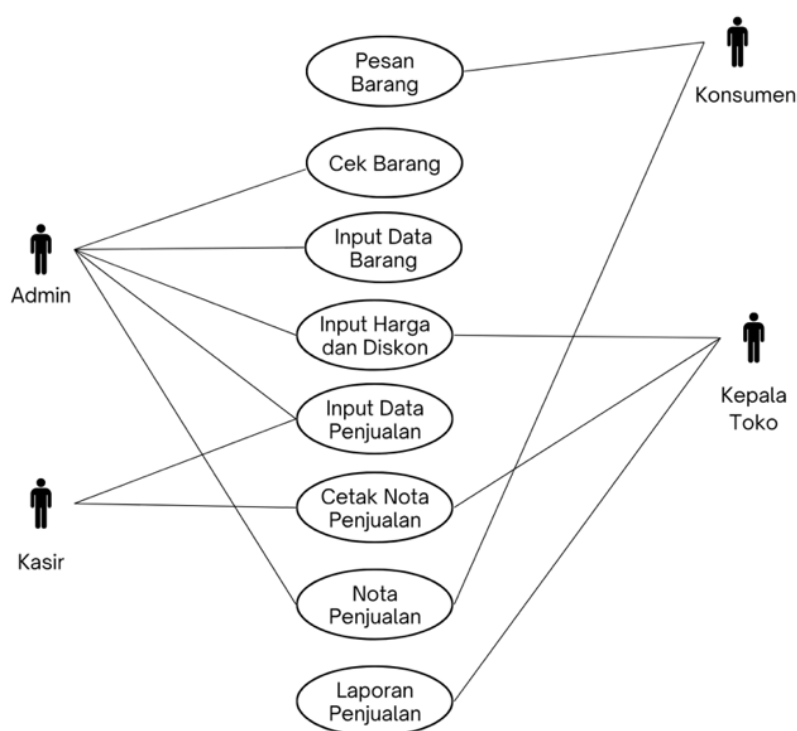 Pesan
Barang
Konsumen
Cek Barang
Input Data
Barang
Admin
Input Harga
dan Diskon
Kepala
Toko
Input Data
Penjualan
Cetak Nota
Penjualan
Kasir
Nota
Penjualan
Laporan
Penjualan